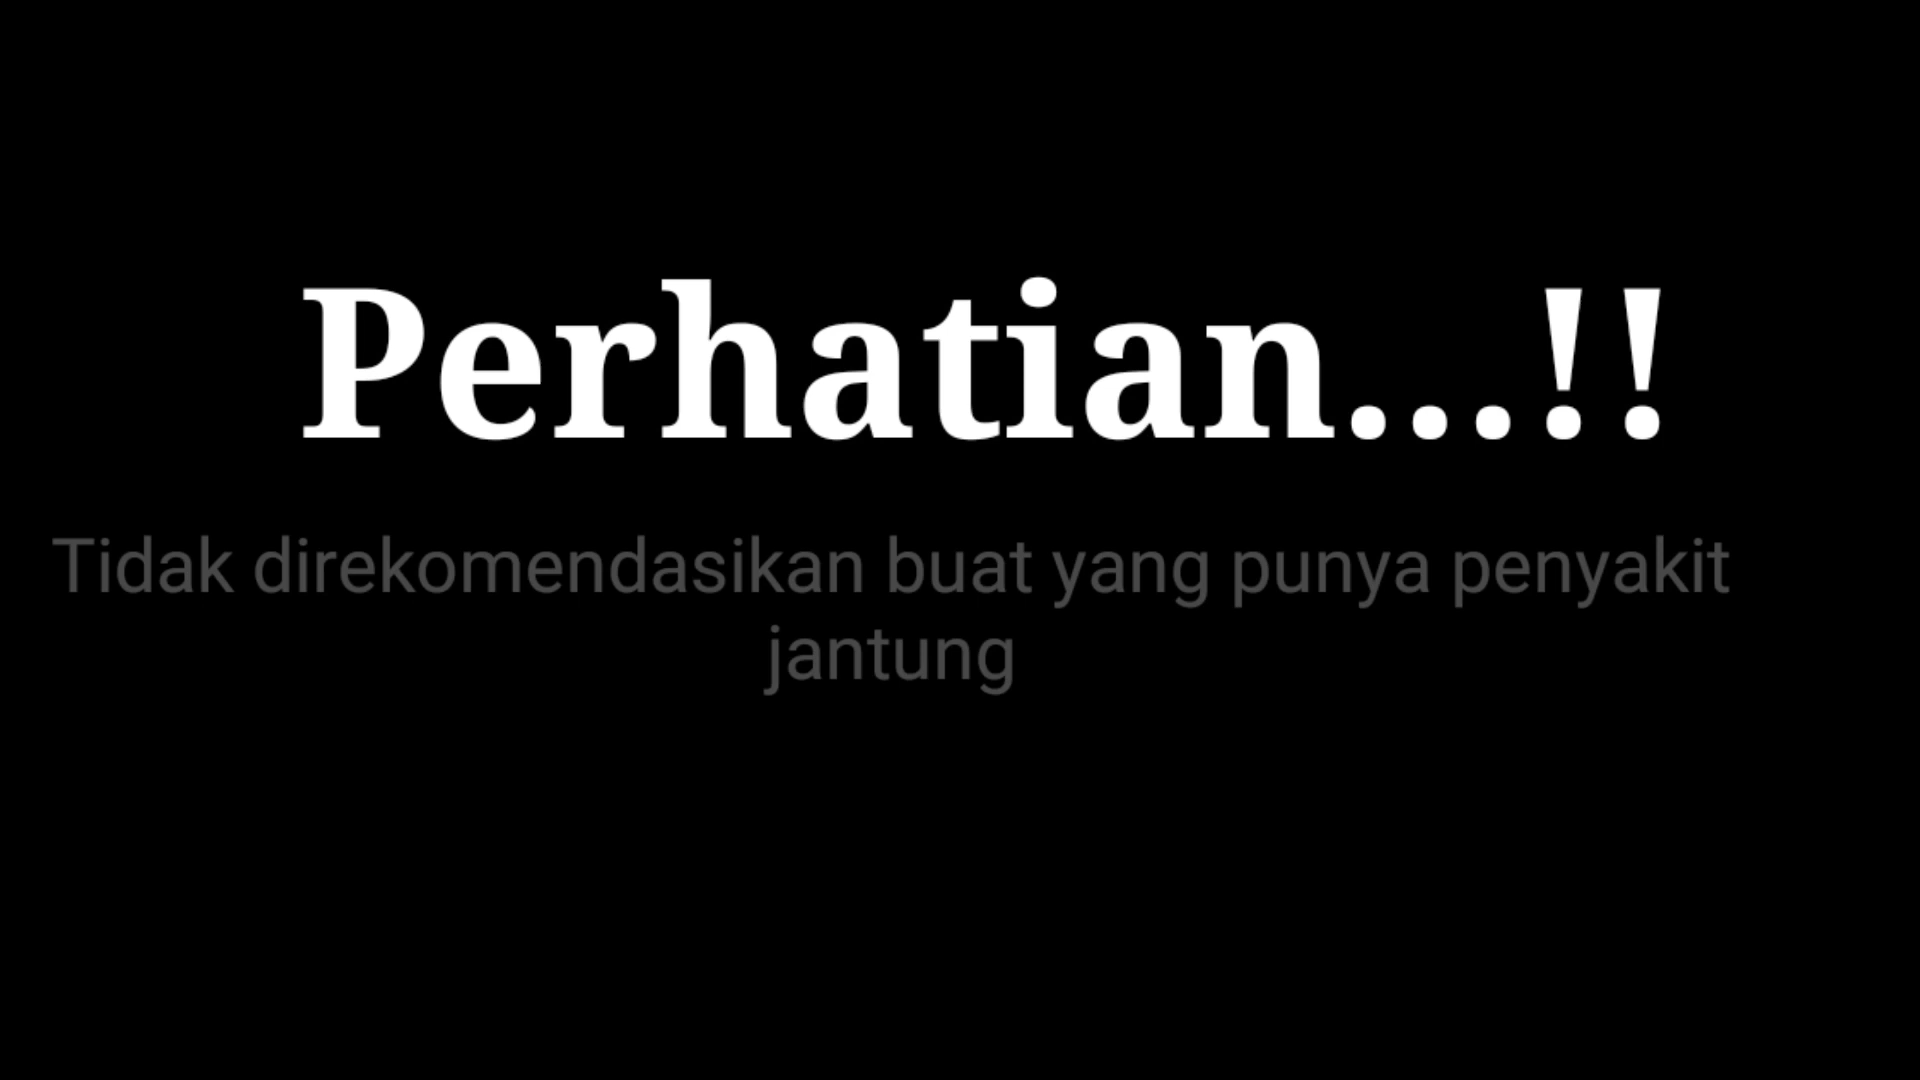 Perhatian...!!
Tidak direkomendasikan buat yang punya penyakit
jantung